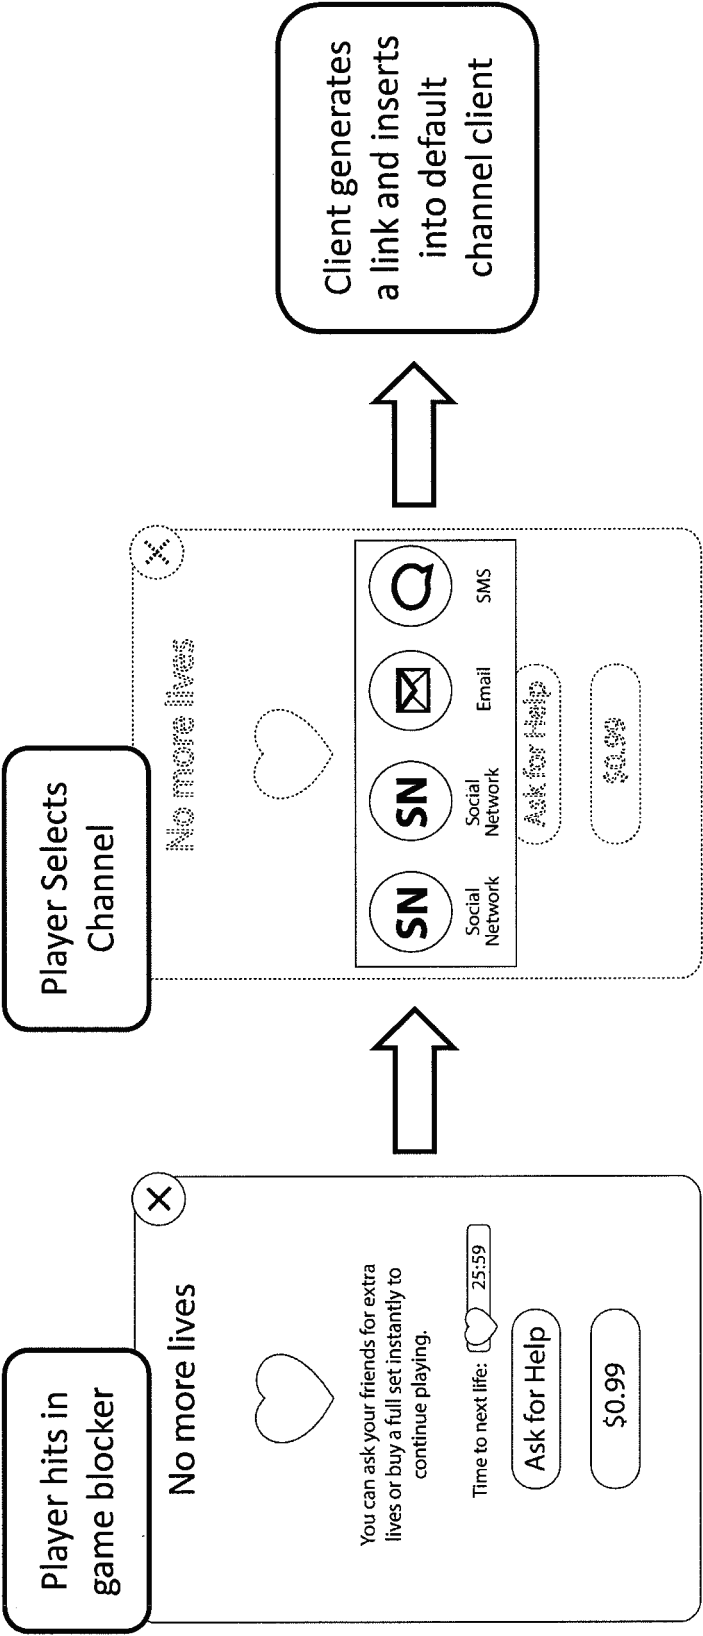 Player hits in
game blocker
No more lives
You can ask your friends for extra
lives or buy a full set instantly to
continue playing.
Time to next life: 25:59
Ask for Help
$0.99
Player Selects
Channel
No more lives
SN
SN
Social
Network
Social
Network
Email
SMS
Ask for Help
$0.99
Client generates
a link and inserts
into default
channel client